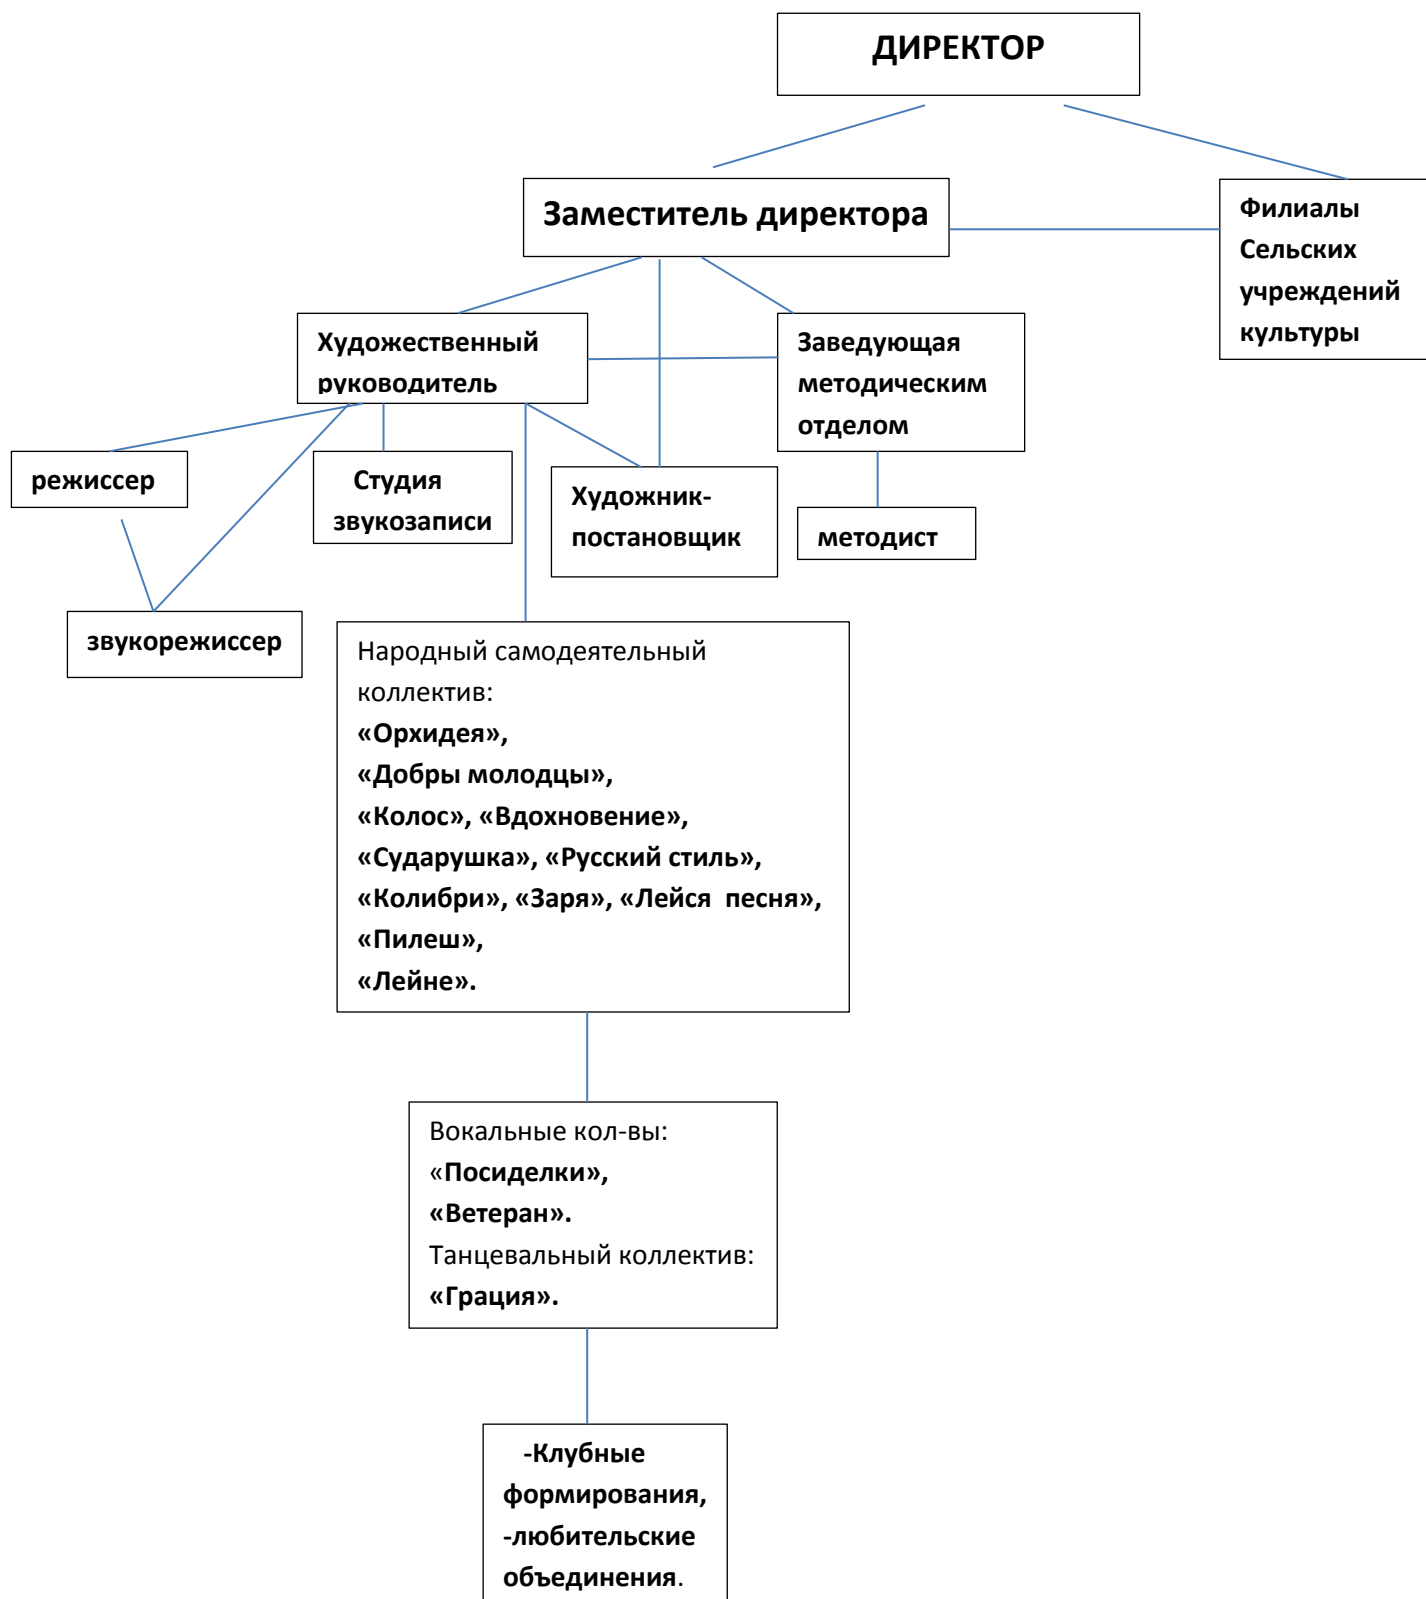 ДИРЕКТОР
Заместитель директора
Филиалы
Сельских
учреждений
культуры
Художественный
руководитель
Заведующая
методическим
отделом
режиссер
Студия
звукозаписи
Художник-
постановщик
методист
звукорежиссер
Народный самодеятельный
коллектив:
«Орхидея»,
«Добры молодцы»,
«Колос», «Вдохновение»,
«Сударушка», «Русский стиль»,
«Колибри», «Заря», «Лейся песня»,
«Пилеш»,
«Лейне».
Вокальные кол-вы:
«Посиделки»,
«Ветеран».
Танцевальный коллектив:
«Грация».
-Клубные
формирования,
-любительские
объединения.